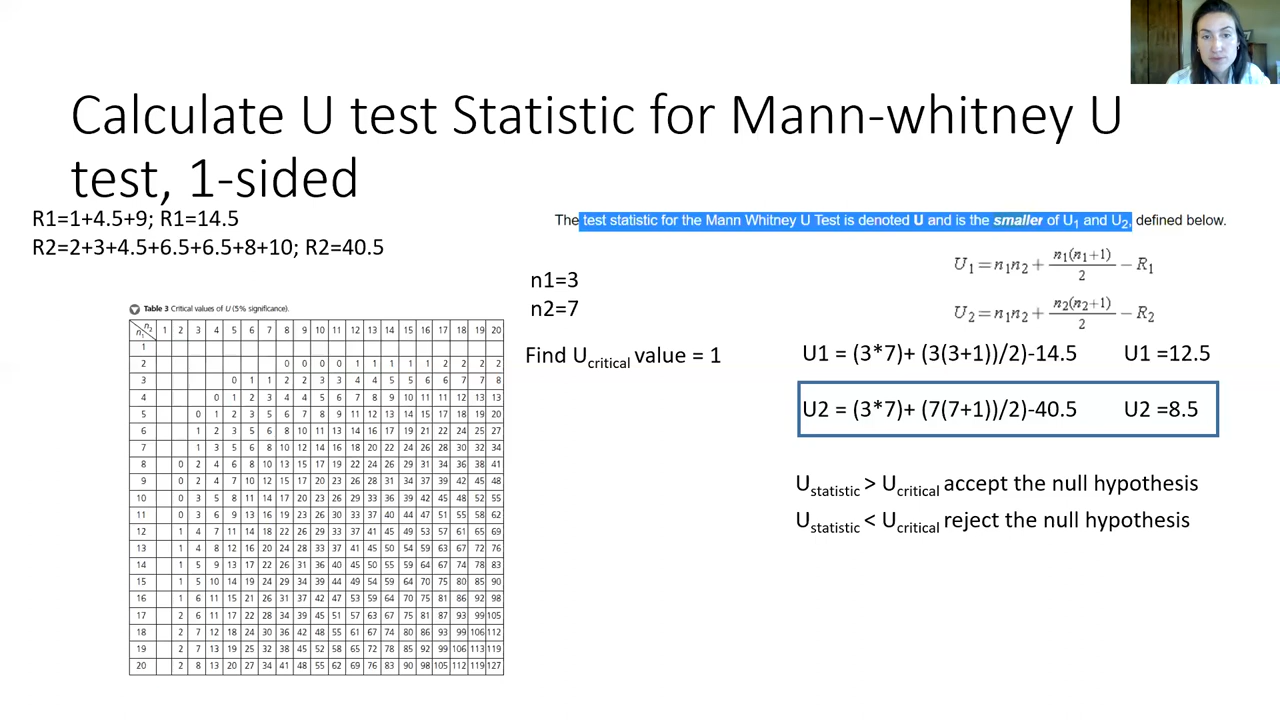 Calculate U test Statistic for Mann-whitney U
test, 1-sided
R1=1+4.5+9; R1=14.5
R2=2+3+4.5+6.5+6.5+8+10; R2=40.5
The test statistic for the Mann Whitney U Test is denoted U and is the smaller of U1 and U2, defined below.
n1=3
n2=7
Find Ucritical value = 1
U1=n1n2+ n1(n1+1)/2 −R1
U2=n1n2+ n2(n2+1)/2 −R2
U1 = (3*7)+ (3(3+1))/2)-14.5 U1 =12.5
U2 = (3*7)+ (7(7+1))/2)-40.5 U2 =8.5
Ustatistic > Ucritical accept the null hypothesis
Ustatistic < Ucritical reject the null hypothesis
Table 3 Critical values of U (5% significance).
n1 n2 1 2 3 4 5 6 7 8 9 10 11 12 13 14 15 16 17 18 19 20
1
2 0 0 0 0 1 1 1 1 1 2 2 2 2
3 0 1 1 2 2 3 3 4 4 5 5 6 6 7 7 8
4 0 1 2 3 4 4 5 6 7 8 9 10 11 11 12 13 13
5 0 1 2 3 5 6 7 8 9 11 12 13 14 15 17 18 19 20
6 1 2 3 5 6 8 10 11 13 14 16 17 19 21 22 24 25 27
7 1 3 5 6 8 10 12 14 16 18 20 22 24 26 28 30 32 34
8 0 2 4 6 8 10 13 15 17 19 22 24 26 29 31 34 36 38 41
9 0 2 4 7 10 12 15 17 20 23 26 28 31 34 37 39 42 45 48
10 0 3 5 8 11 14 17 20 23 26 29 33 36 39 42 45 48 52 55
11 0 3 6 9 13 16 19 23 26 30 33 37 40 44 47 51 55 58 62
12 1 4 7 11 14 18 22 26 29 33 37 41 45 49 53 57 61 65 69
13 1 4 8 12 16 20 24 28 33 37 41 45 50 54 59 63 67 72 76
14 1 5 9 13 17 22 26 31 36 40 45 50 55 59 64 67 74 78 83
15 1 5 10 14 19 24 29 34 39 44 49 54 59 64 70 75 80 85 90
16 1 6 11 15 21 26 31 37 42 47 53 59 64 70 75 81 86 92 98
17 2 6 11 17 22 28 34 39 45 51 57 63 67 75 81 87 93 99 105
18 2 7 12 18 24 30 36 42 48 55 61 67 74 80 86 93 99 106 112
19 2 7 13 19 25 32 38 45 52 58 65 72 78 85 92 99 106 113 119
20 2 8 13 20 27 34 41 48 55 62 69 76 83 90 98 105 112 119 127